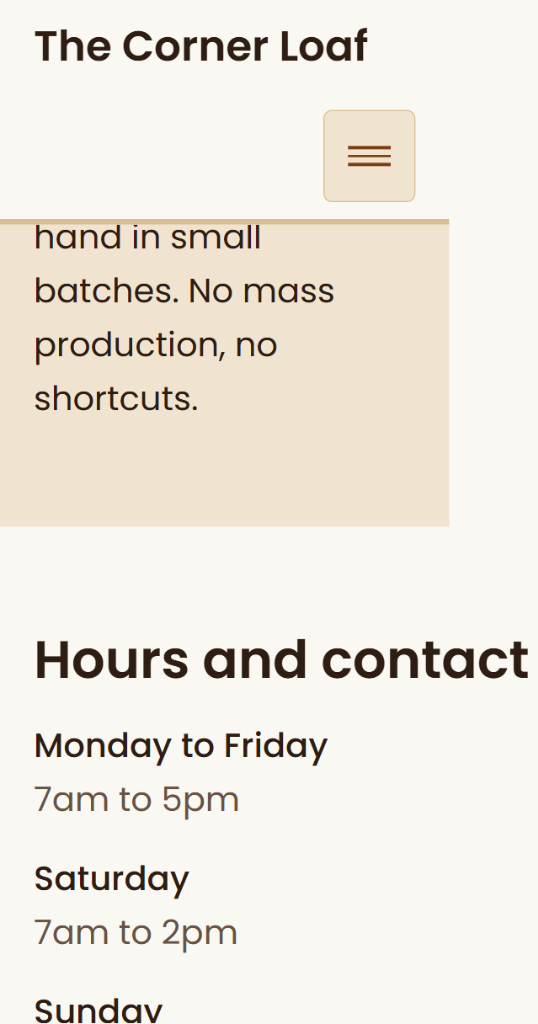 The Corner Loaf
hand in small
batches. No mass
production, no
shortcuts.
Hours and contact
Monday to Friday
7am to 5pm
Saturday
7am to 2pm
Sunday